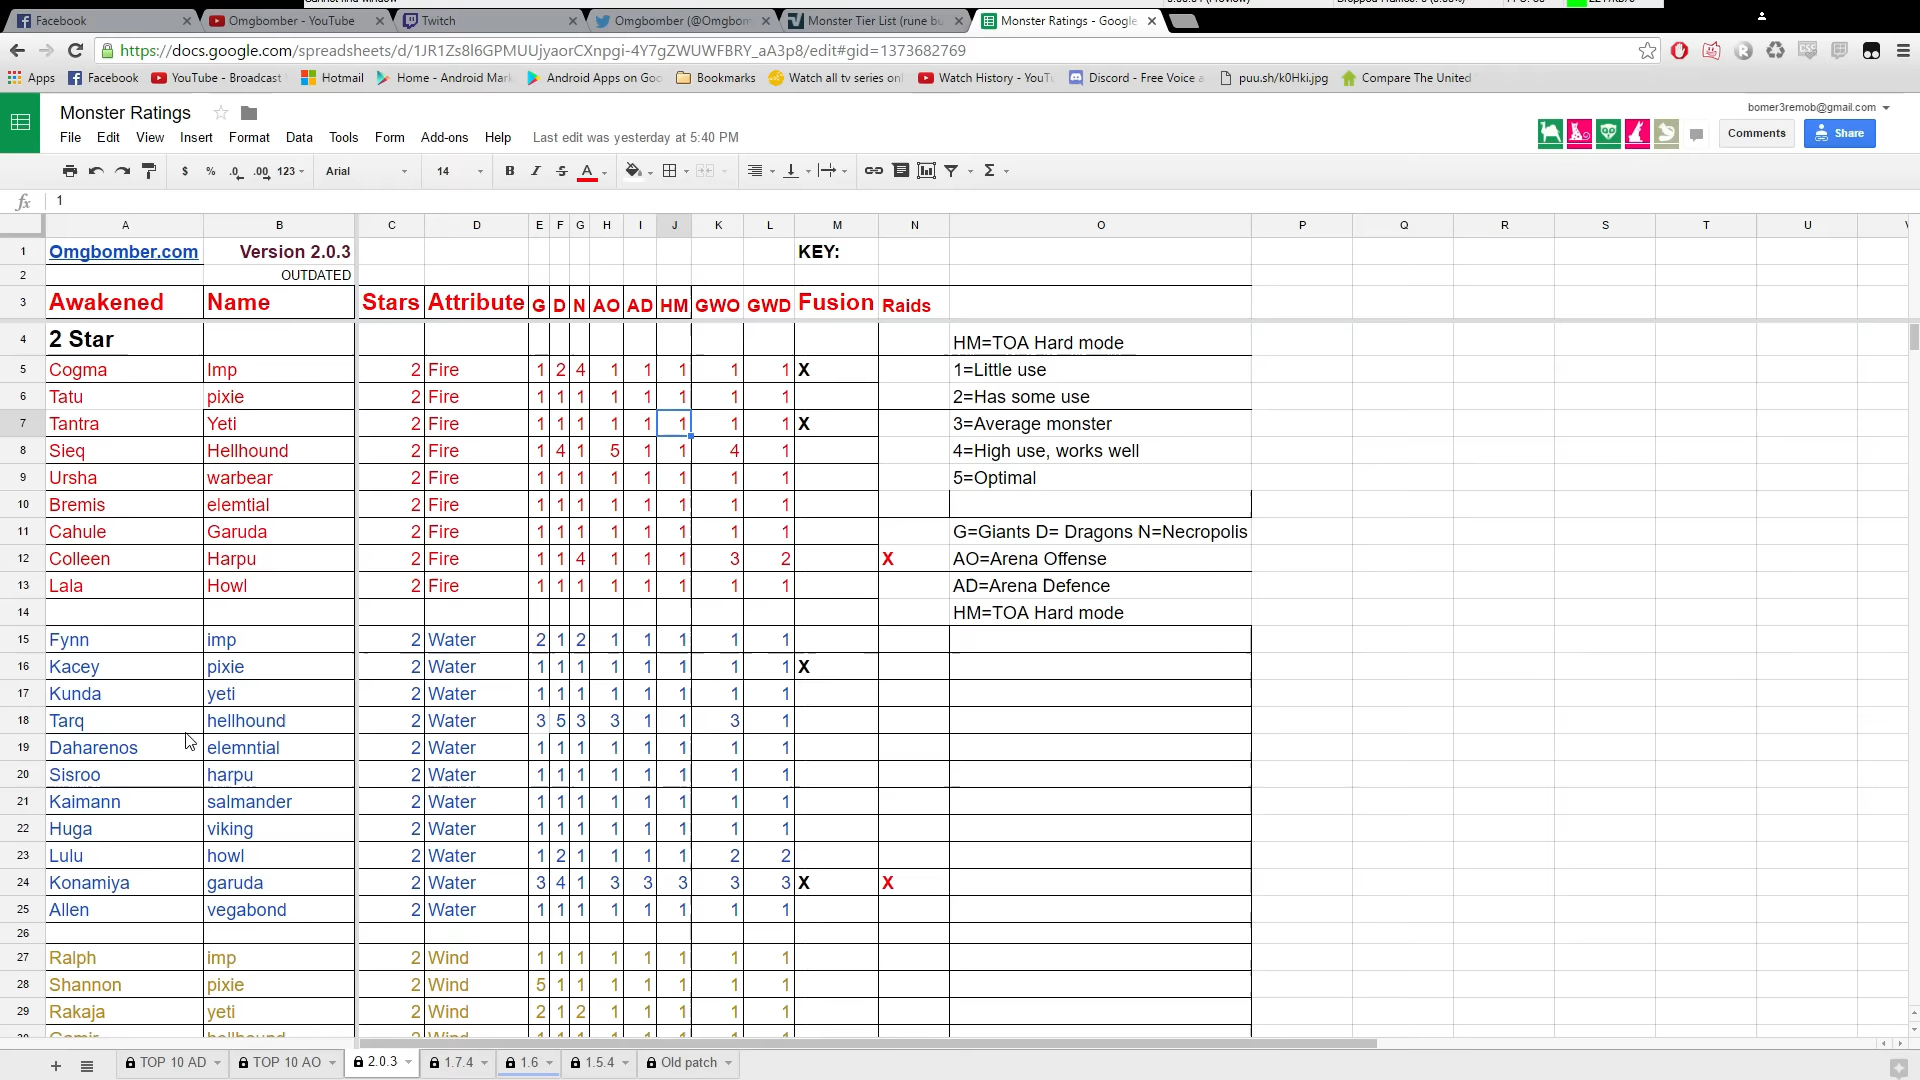 Facebook
Omgbomber - YouTube
Twitch
Omgbomber (@Omgbom
Monster Tier List (rune bu
Monster Ratings - Google
https://docs.google.com/spreadsheets/d/1JR1Zs8l6GPMUUjyaorCXnpgi-4Y7gZWUWFBRY_aA3p8/edit#gid=1373682769
Apps Facebook YouTube - Broadcast Hotmail Home - Android Mark Android Apps on Goo Bookmarks Watch all tv series onl Watch History - YouTu Discord - Free Voice a puu.sh/k0Hki.jpg Compare The United
Monster Ratings
bomer3remob@gmail.com
File Edit View Insert Format Data Tools Form Add-ons Help Last edit was yesterday at 5:40 PM
Comments Share
$ % .0 .00 123 Arial 14 B I S A Σ
fx 1
A B C D E F G H I J K L M N O P Q R S T U
1 Omgbomber.com Version 2.0.3 KEY:
2 OUTDATED
3 Awakened Name Stars Attribute G D N AO AD HM GWO GWD Fusion Raids
4 2 Star HM=TOA Hard mode
5 Cogma Imp 2 Fire 1 2 4 1 1 1 1 1 X 1=Little use
6 Tatu pixie 2 Fire 1 1 1 1 1 1 1 1 2=Has some use
7 Tantra Yeti 2 Fire 1 1 1 1 1 1 1 1 X 3=Average monster
8 Sieq Hellhound 2 Fire 1 4 1 5 1 1 4 1 4=High use, works well
9 Ursha warbear 2 Fire 1 1 1 1 1 1 1 1 5=Optimal
10 Bremis elemtial 2 Fire 1 1 1 1 1 1 1 1
11 Cahule Garuda 2 Fire 1 1 1 1 1 1 1 1 G=Giants D= Dragons N=Necropolis
12 Colleen Harpu 2 Fire 1 1 4 1 1 1 3 2 X AO=Arena Offense
13 Lala Howl 2 Fire 1 1 1 1 1 1 1 1 AD=Arena Defence
14 HM=TOA Hard mode
15 Fynn imp 2 Water 2 1 2 1 1 1 1 1
16 Kacey pixie 2 Water 1 1 1 1 1 1 1 1 X
17 Kunda yeti 2 Water 1 1 1 1 1 1 1 1
18 Tarq hellhound 2 Water 3 5 3 3 1 1 3 1
19 Daharenos elemntial 2 Water 1 1 1 1 1 1 1 1
20 Sisroo harpu 2 Water 1 1 1 1 1 1 1 1
21 Kaimann salmander 2 Water 1 1 1 1 1 1 1 1
22 Huga viking 2 Water 1 1 1 1 1 1 1 1
23 Lulu howl 2 Water 1 2 1 1 1 1 2 2
24 Konamiya garuda 2 Water 3 4 1 3 3 3 3 3 X X
25 Allen vegabond 2 Water 1 1 1 1 1 1 1 1
26
27 Ralph imp 2 Wind 1 1 1 1 1 1 1 1
28 Shannon pixie 2 Wind 5 1 1 1 1 1 1 1
29 Rakaja yeti 2 Wind 2 1 2 1 1 1 1 1
+ TOP 10 AD TOP 10 AO 2.0.3 1.7.4 1.6 1.5.4 Old patch